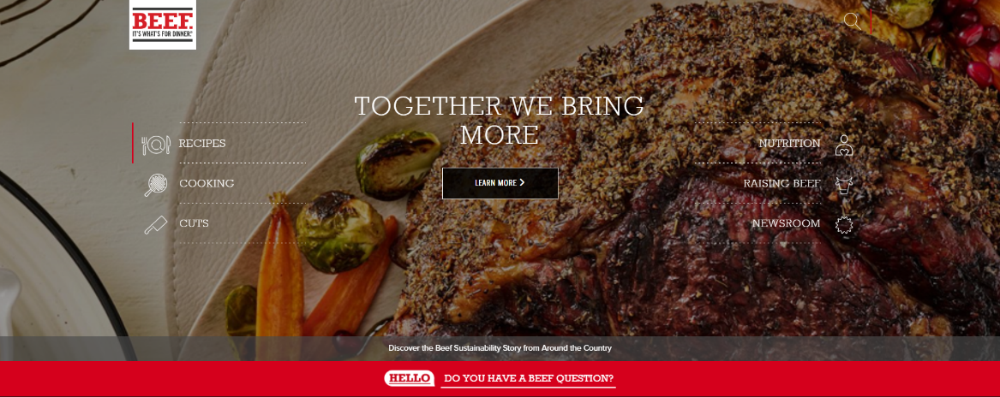 BEEF.
IT'S WHAT'S FOR DINNER.®
TOGETHER WE BRING
MORE
LEARN MORE >
RECIPES
COOKING
CUTS
NUTRITION
RAISING BEEF
NEWSROOM
Discover the Beef Sustainability Story from Around the Country
HELLO DO YOU HAVE A BEEF QUESTION?